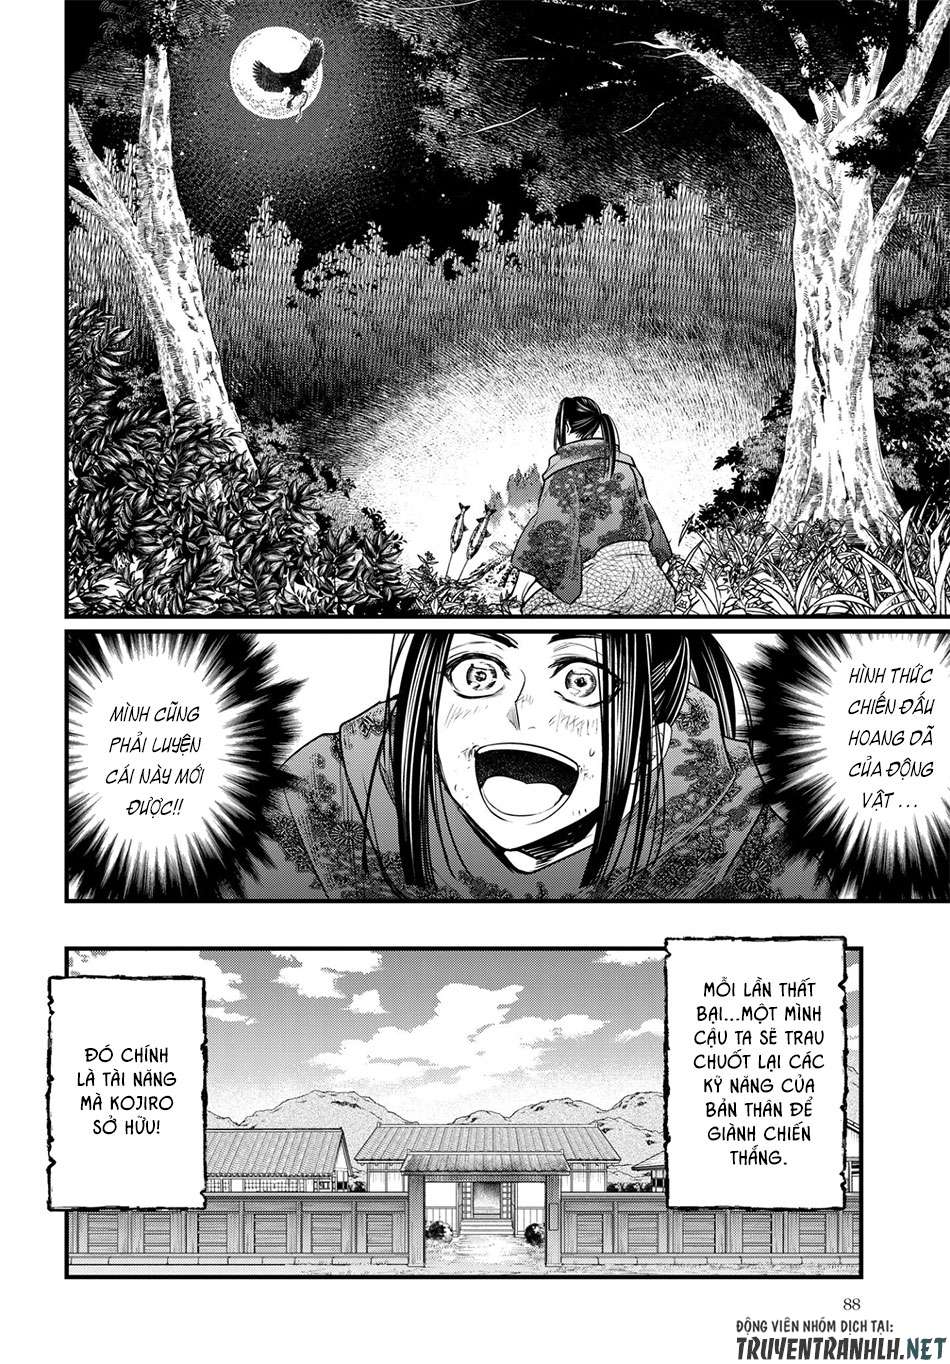 HÌNH THỨC
CHIẾN ĐẤU
HOANG DÃ
CỦA ĐỘNG
VẬT ...
MÌNH CŨNG
PHẢI LUYỆN
CÁI NÀY MỚI
ĐƯỢC!!
MỖI LẦN THẤT
BẠI...MỘT MÌNH
CẬU TA SẼ TRAU
CHUỐT LẠI CÁC
KỸ NĂNG CỦA
BẢN THÂN ĐỂ
GIÀNH CHIẾN
THẮNG.
ĐÓ CHÍNH
LÀ TÀI NĂNG
MÀ KOJIRO
SỞ HỮU!
88
ĐỘNG VIÊN NHÓM DỊCH TẠI:
TRUYENTRANHLH.NET